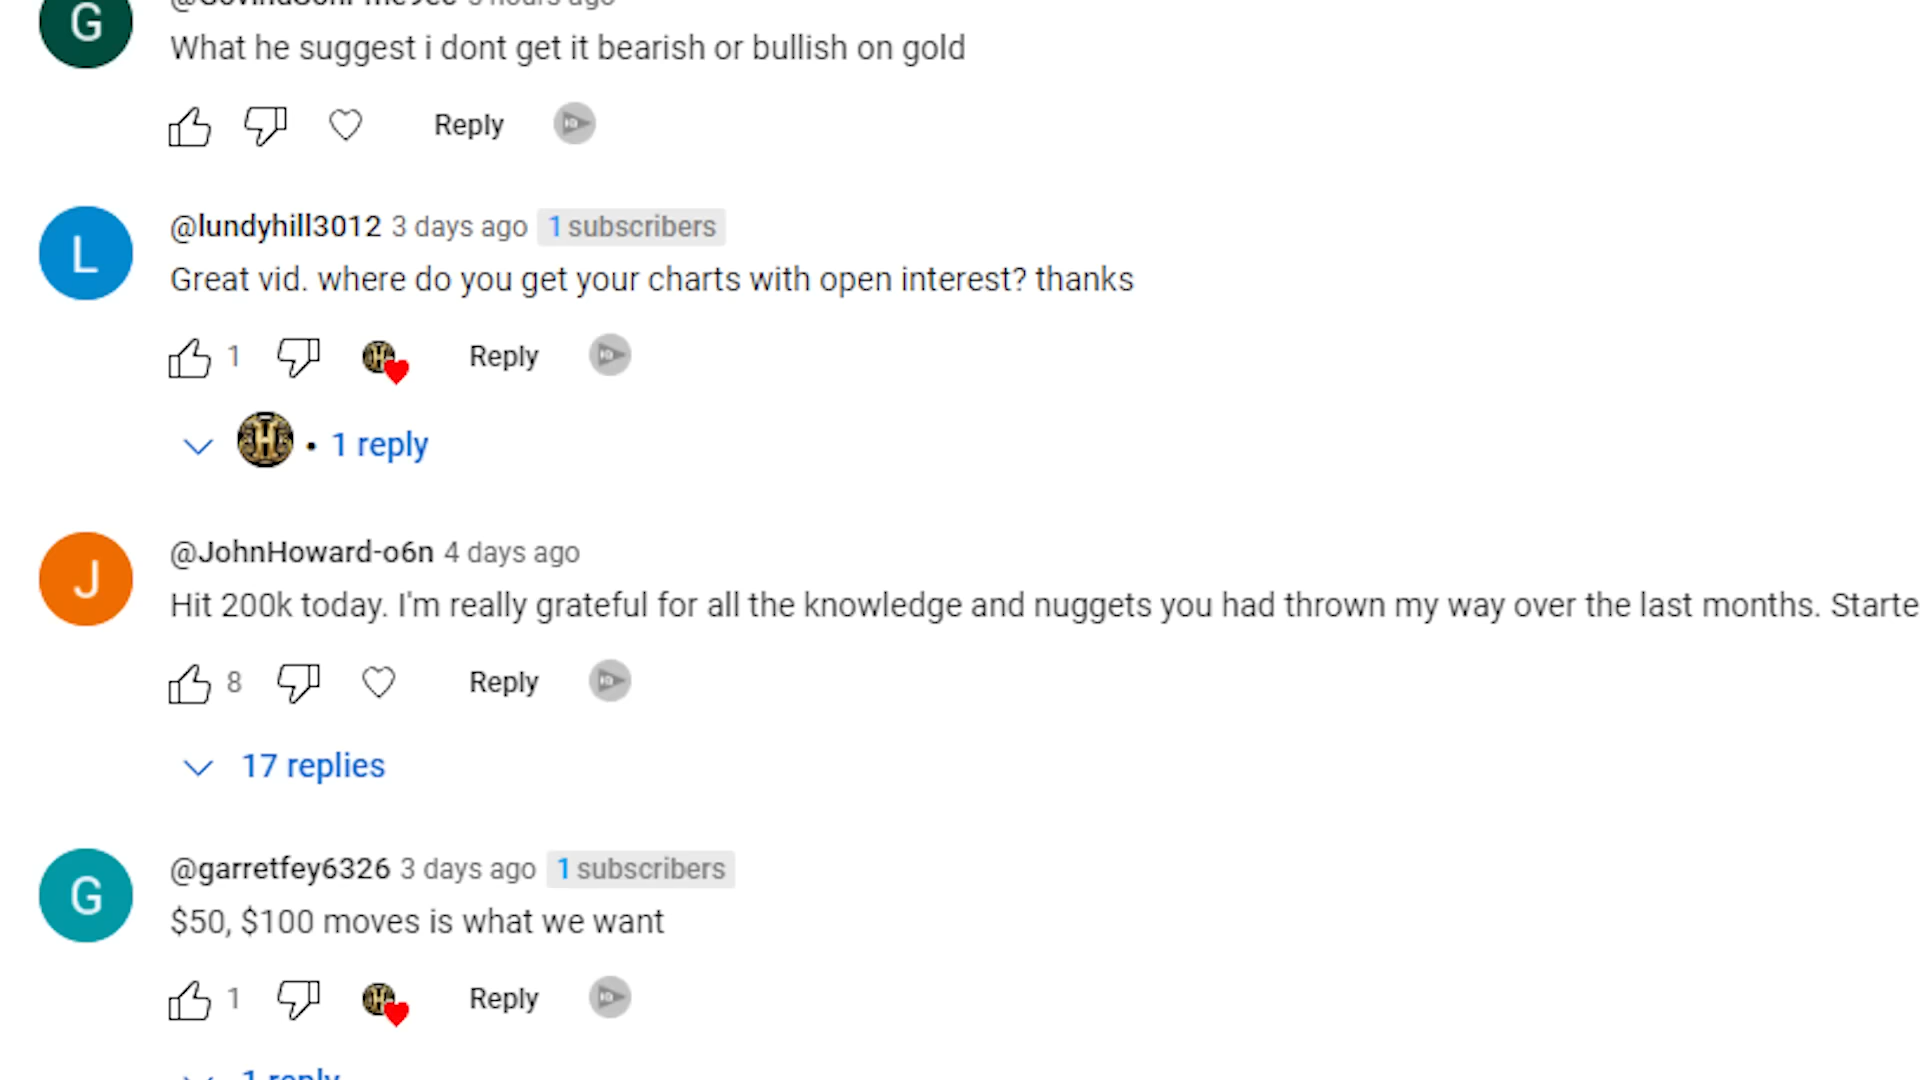 G
What he suggest i dont get it bearish or bullish on gold
Reply
L
@lundyhill3012 3 days ago 1 subscribers
Great vid. where do you get your charts with open interest? thanks
1 Reply
H • 1 reply
J
@JohnHoward-o6n 4 days ago
Hit 200k today. I'm really grateful for all the knowledge and nuggets you had thrown my way over the last months. Starte
8 Reply
17 replies
G
@garretfey6326 3 days ago 1 subscribers
$50, $100 moves is what we want
1 Reply
1 reply